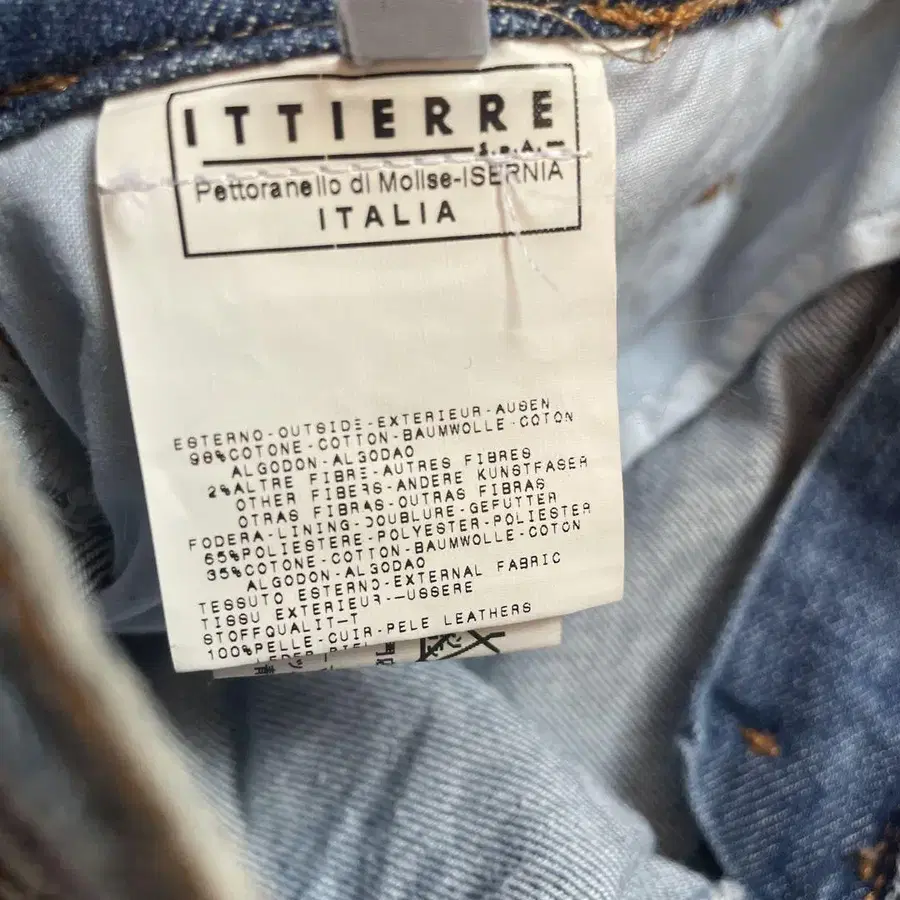 ITTIERRE
S.p.A.
Pettoranello di Molise-ISERNIA
ITALIA
ESTERNO-OUTSIDE-EXTERIEUR-AUSEN
98%COTONE-COTTON-BAUMWOLLE-COTON
ALGODON-ALGODAO
2%ALTRE FIBRE-AUTRES FIBRES
OTHER FIBERS-ANDERE KUNSTFASER
OTRAS FIBRAS-OUTRAS FIBRAS
FODERA-LINING-DOUBLURE-GEFUTTER
65%POLIESTERE-POLYESTER-POLIESTER
35%COTONE-COTTON-BAUMWOLLE-COTON
ALGODON-ALGODAO
TESSUTO ESTERNO-EXTERNAL FABRIC
TISSU EXTERIEUR-—USSERE
STOFFQUALIT—T
100%PELLE-CUIR-PELE LEATHERS